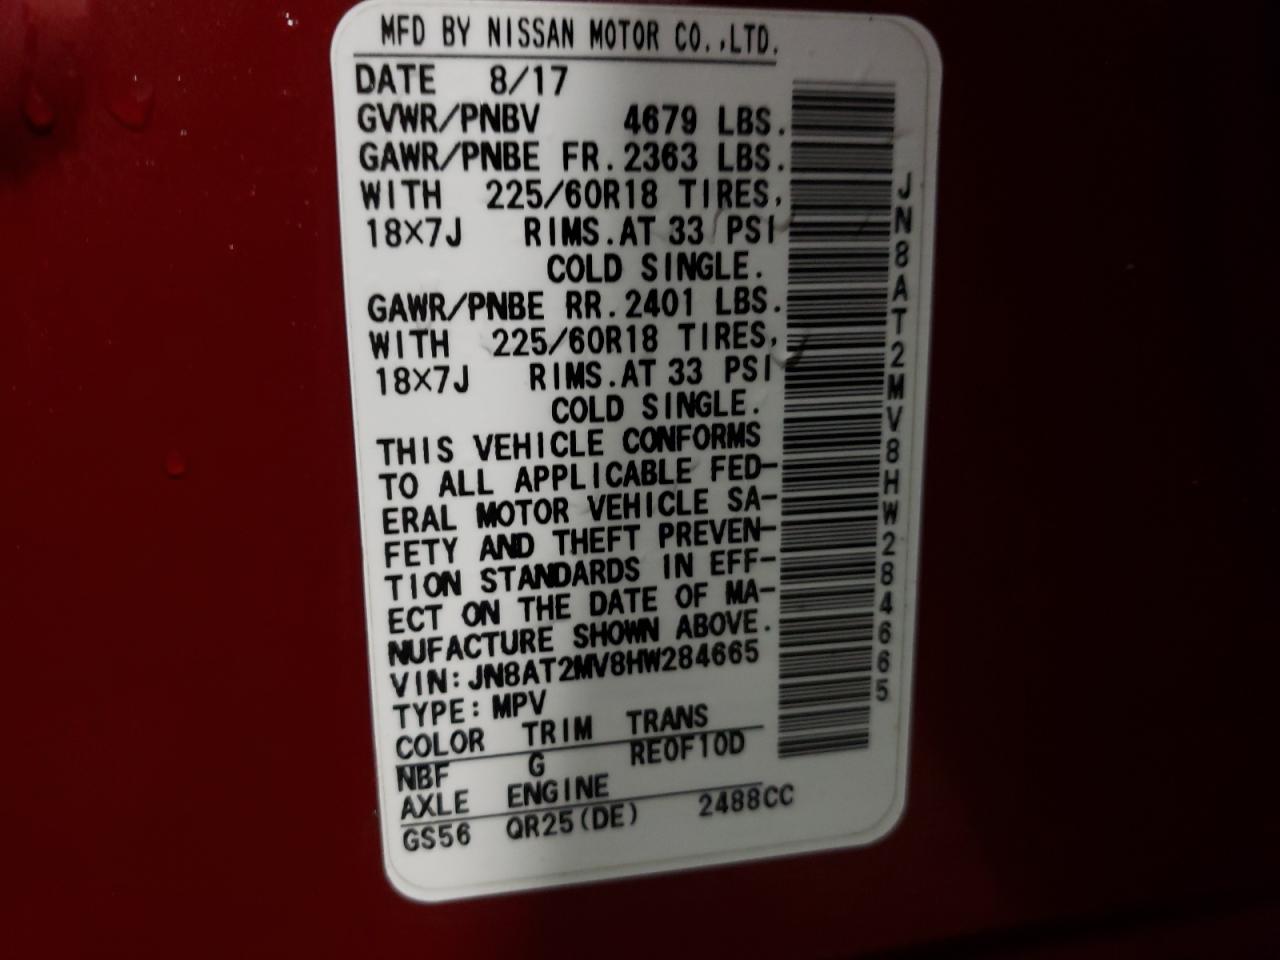 MFD BY NISSAN MOTOR CO.,LTD.
DATE 8/17
GVWR/PNBV 4679 LBS.
GAWR/PNBE FR.2363 LBS.
WITH 225/60R18 TIRES,
18×7J RIMS.AT 33 PSI
COLD SINGLE.
GAWR/PNBE RR.2401 LBS.
WITH 225/60R18 TIRES,
18×7J RIMS.AT 33 PSI
COLD SINGLE.
THIS VEHICLE CONFORMS
TO ALL APPLICABLE FED-
ERAL MOTOR VEHICLE SA-
FETY AND THEFT PREVEN-
TION STANDARDS IN EFF-
ECT ON THE DATE OF MA-
NUFACTURE SHOWN ABOVE.
VIN:JN8AT2MV8HW284665
TYPE:MPV
COLOR TRIM TRANS
NBF G RE0F10D
AXLE ENGINE
GS56 QR25(DE) 2488CC
JN8AT2MV8HW284665